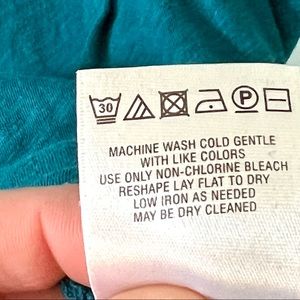 30 P
MACHINE WASH COLD GENTLE
WITH LIKE COLORS
USE ONLY NON-CHLORINE BLEACH
RESHAPE LAY FLAT TO DRY
LOW IRON AS NEEDED
MAY BE DRY CLEANED